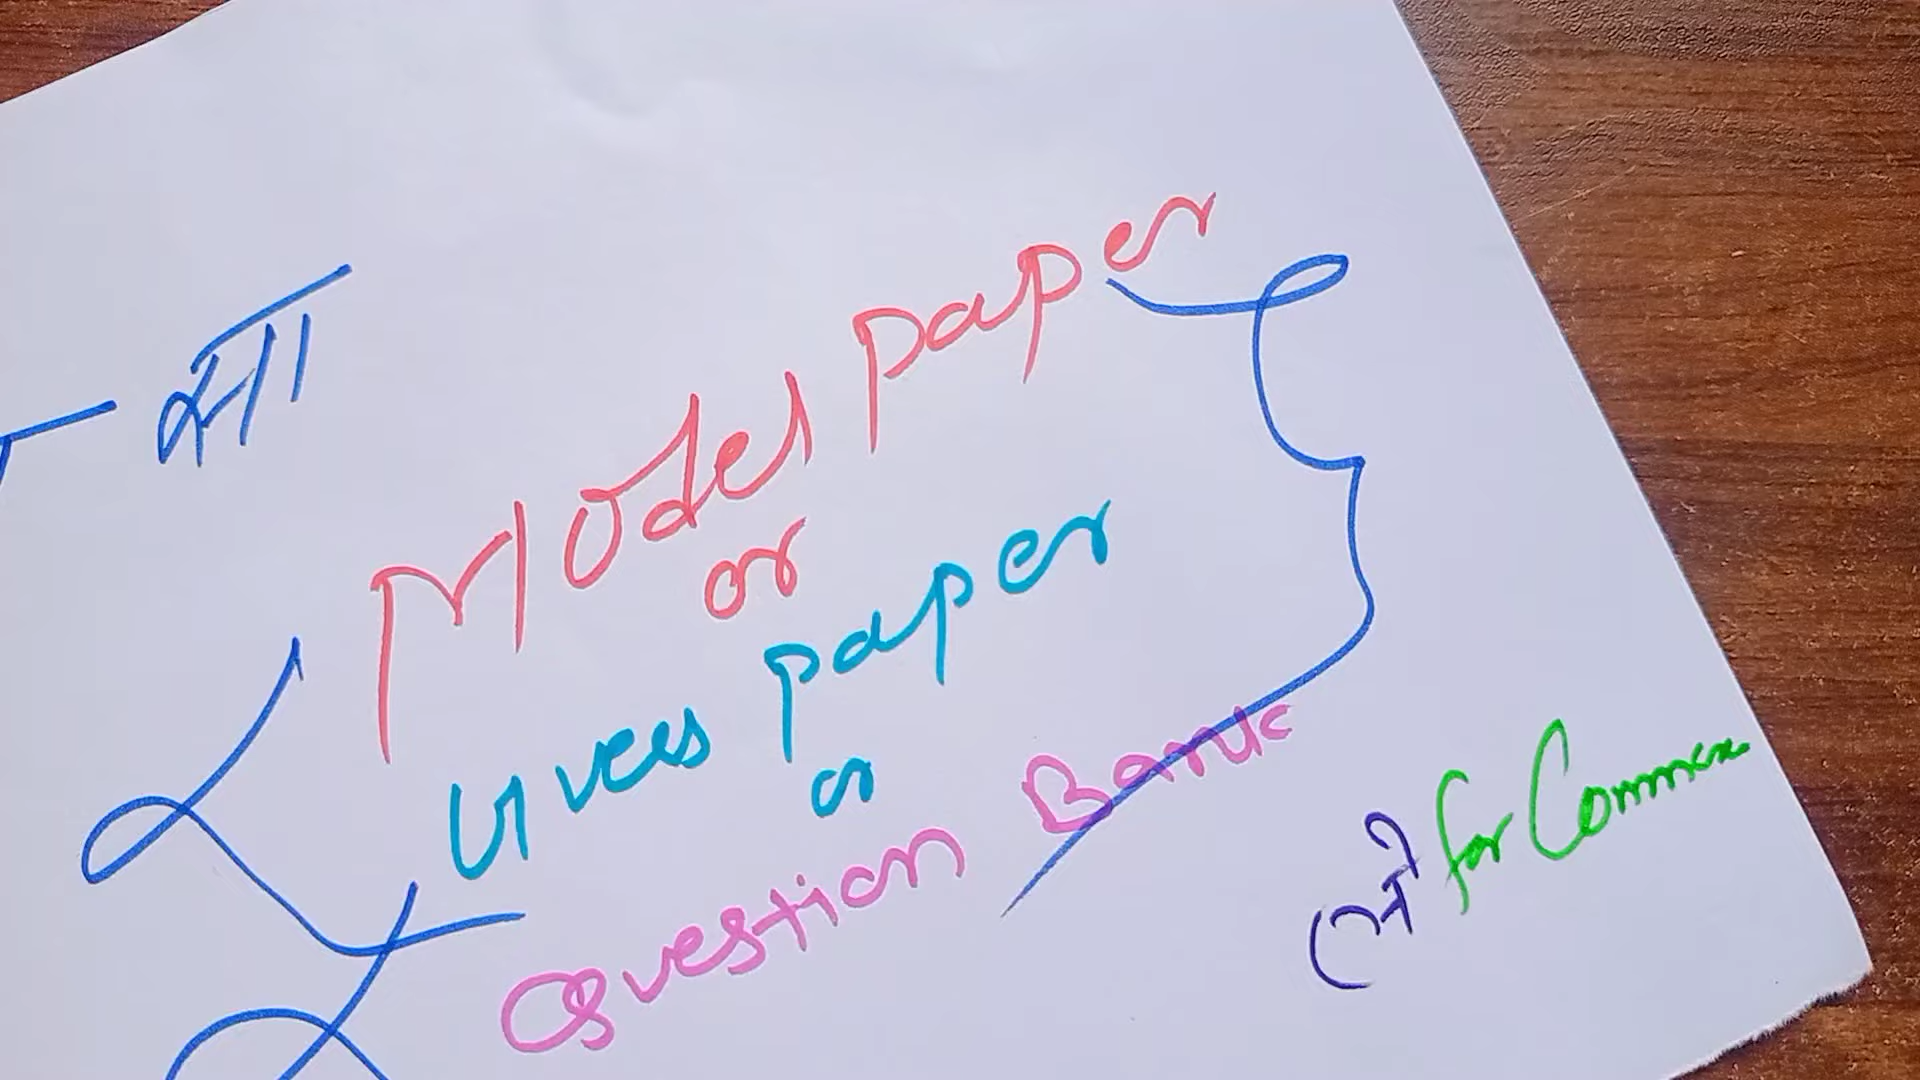 Model paper
or
Guess paper
or
Question Bank
for Commerce